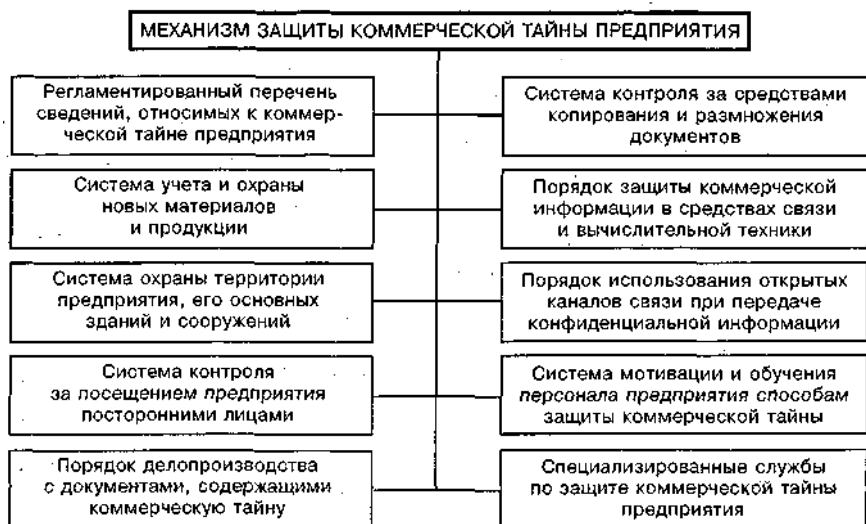 МЕХАНИЗМ ЗАЩИТЫ КОММЕРЧЕСКОЙ ТАЙНЫ ПРЕДПРИЯТИЯ
Регламентированный перечень
сведений, относимых к коммер-
ческой тайне предприятия
Система учета и охраны
новых материалов
и продукции
Система охраны территории
предприятия, его основных
зданий и сооружений
Система контроля
за посещением предприятия
посторонними лицами
Порядок делопроизводства
с документами, содержащими
коммерческую тайну
Система контроля за средствами
копирования и размножения
документов
Порядок защиты коммерческой
информации в средствах связи
и вычислительной техники
Порядок использования открытых
каналов связи при передаче
конфиденциальной информации
Система мотивации и обучения
персонала предприятия способам
защиты коммерческой тайны
Специализированные службы
по защите коммерческой тайны
предприятия